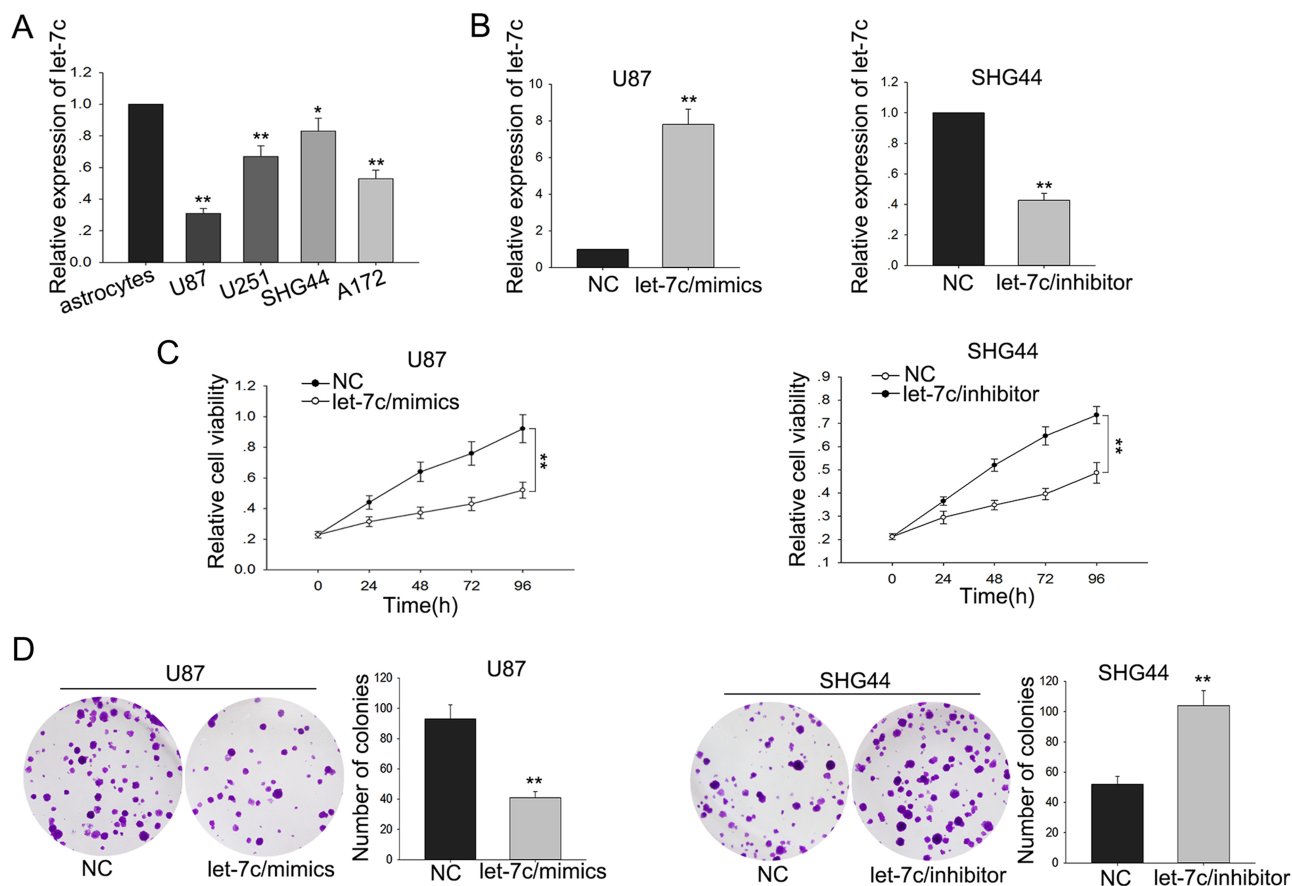 A
Relative expression of let-7c
1.2
1.0
.8
.6
.4
.2
0.0
**
**
*
**
astrocytes
U87
U251
SHG44
A172
B
Relative expression of let-7c
U87
10
8
6
4
2
0
**
NC
let-7c/mimics
Relative expression of let-7c
SHG44
1.2
1.0
.8
.6
.4
.2
.0
**
NC
let-7c/inhibitor
C
U87
Relative cell viability
1.2
1.0
.8
.6
.4
.2
0.0
NC
let-7c/mimics
**
0 24 48 72 96
Time(h)
SHG44
Relative cell viability
.9
.8
.7
.6
.5
.4
.3
.2
.1
NC
let-7c/inhibitor
**
0 24 48 72 96
Time(h)
D
U87
NC
let-7c/mimics
U87
Number of colonies
120
100
80
60
40
20
0
**
NC
let-7c/mimics
SHG44
NC
let-7c/inhibitor
SHG44
Number of colonies
120
100
80
60
40
20
0
**
NC
let-7c/inhibitor